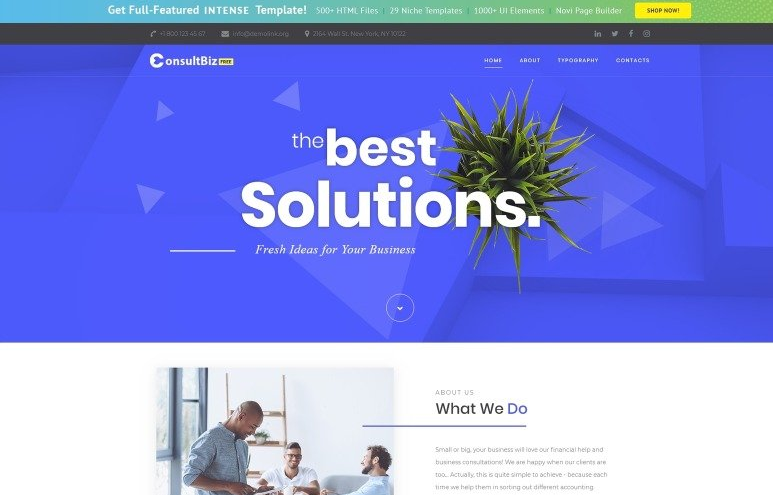 Get Full-Featured INTENSE Template! 500+ HTML Files | 29 Niche Templates | 1000+ UI Elements | Novi Page Builder SHOP NOW!
+1 800 123 45 67 info@demolink.org 2164 Wall St. New York, NY 10122
ConsultBiz FREE HOME ABOUT TYPOGRAPHY CONTACTS
the best
Solutions.
Fresh Ideas for Your Business
ABOUT US
What We Do
Small or big, your business will love our financial help and
business consultations! We are happy when our clients are
too... Actually, this is quite simple to achieve - because each
time we help them in sorting out different accounting